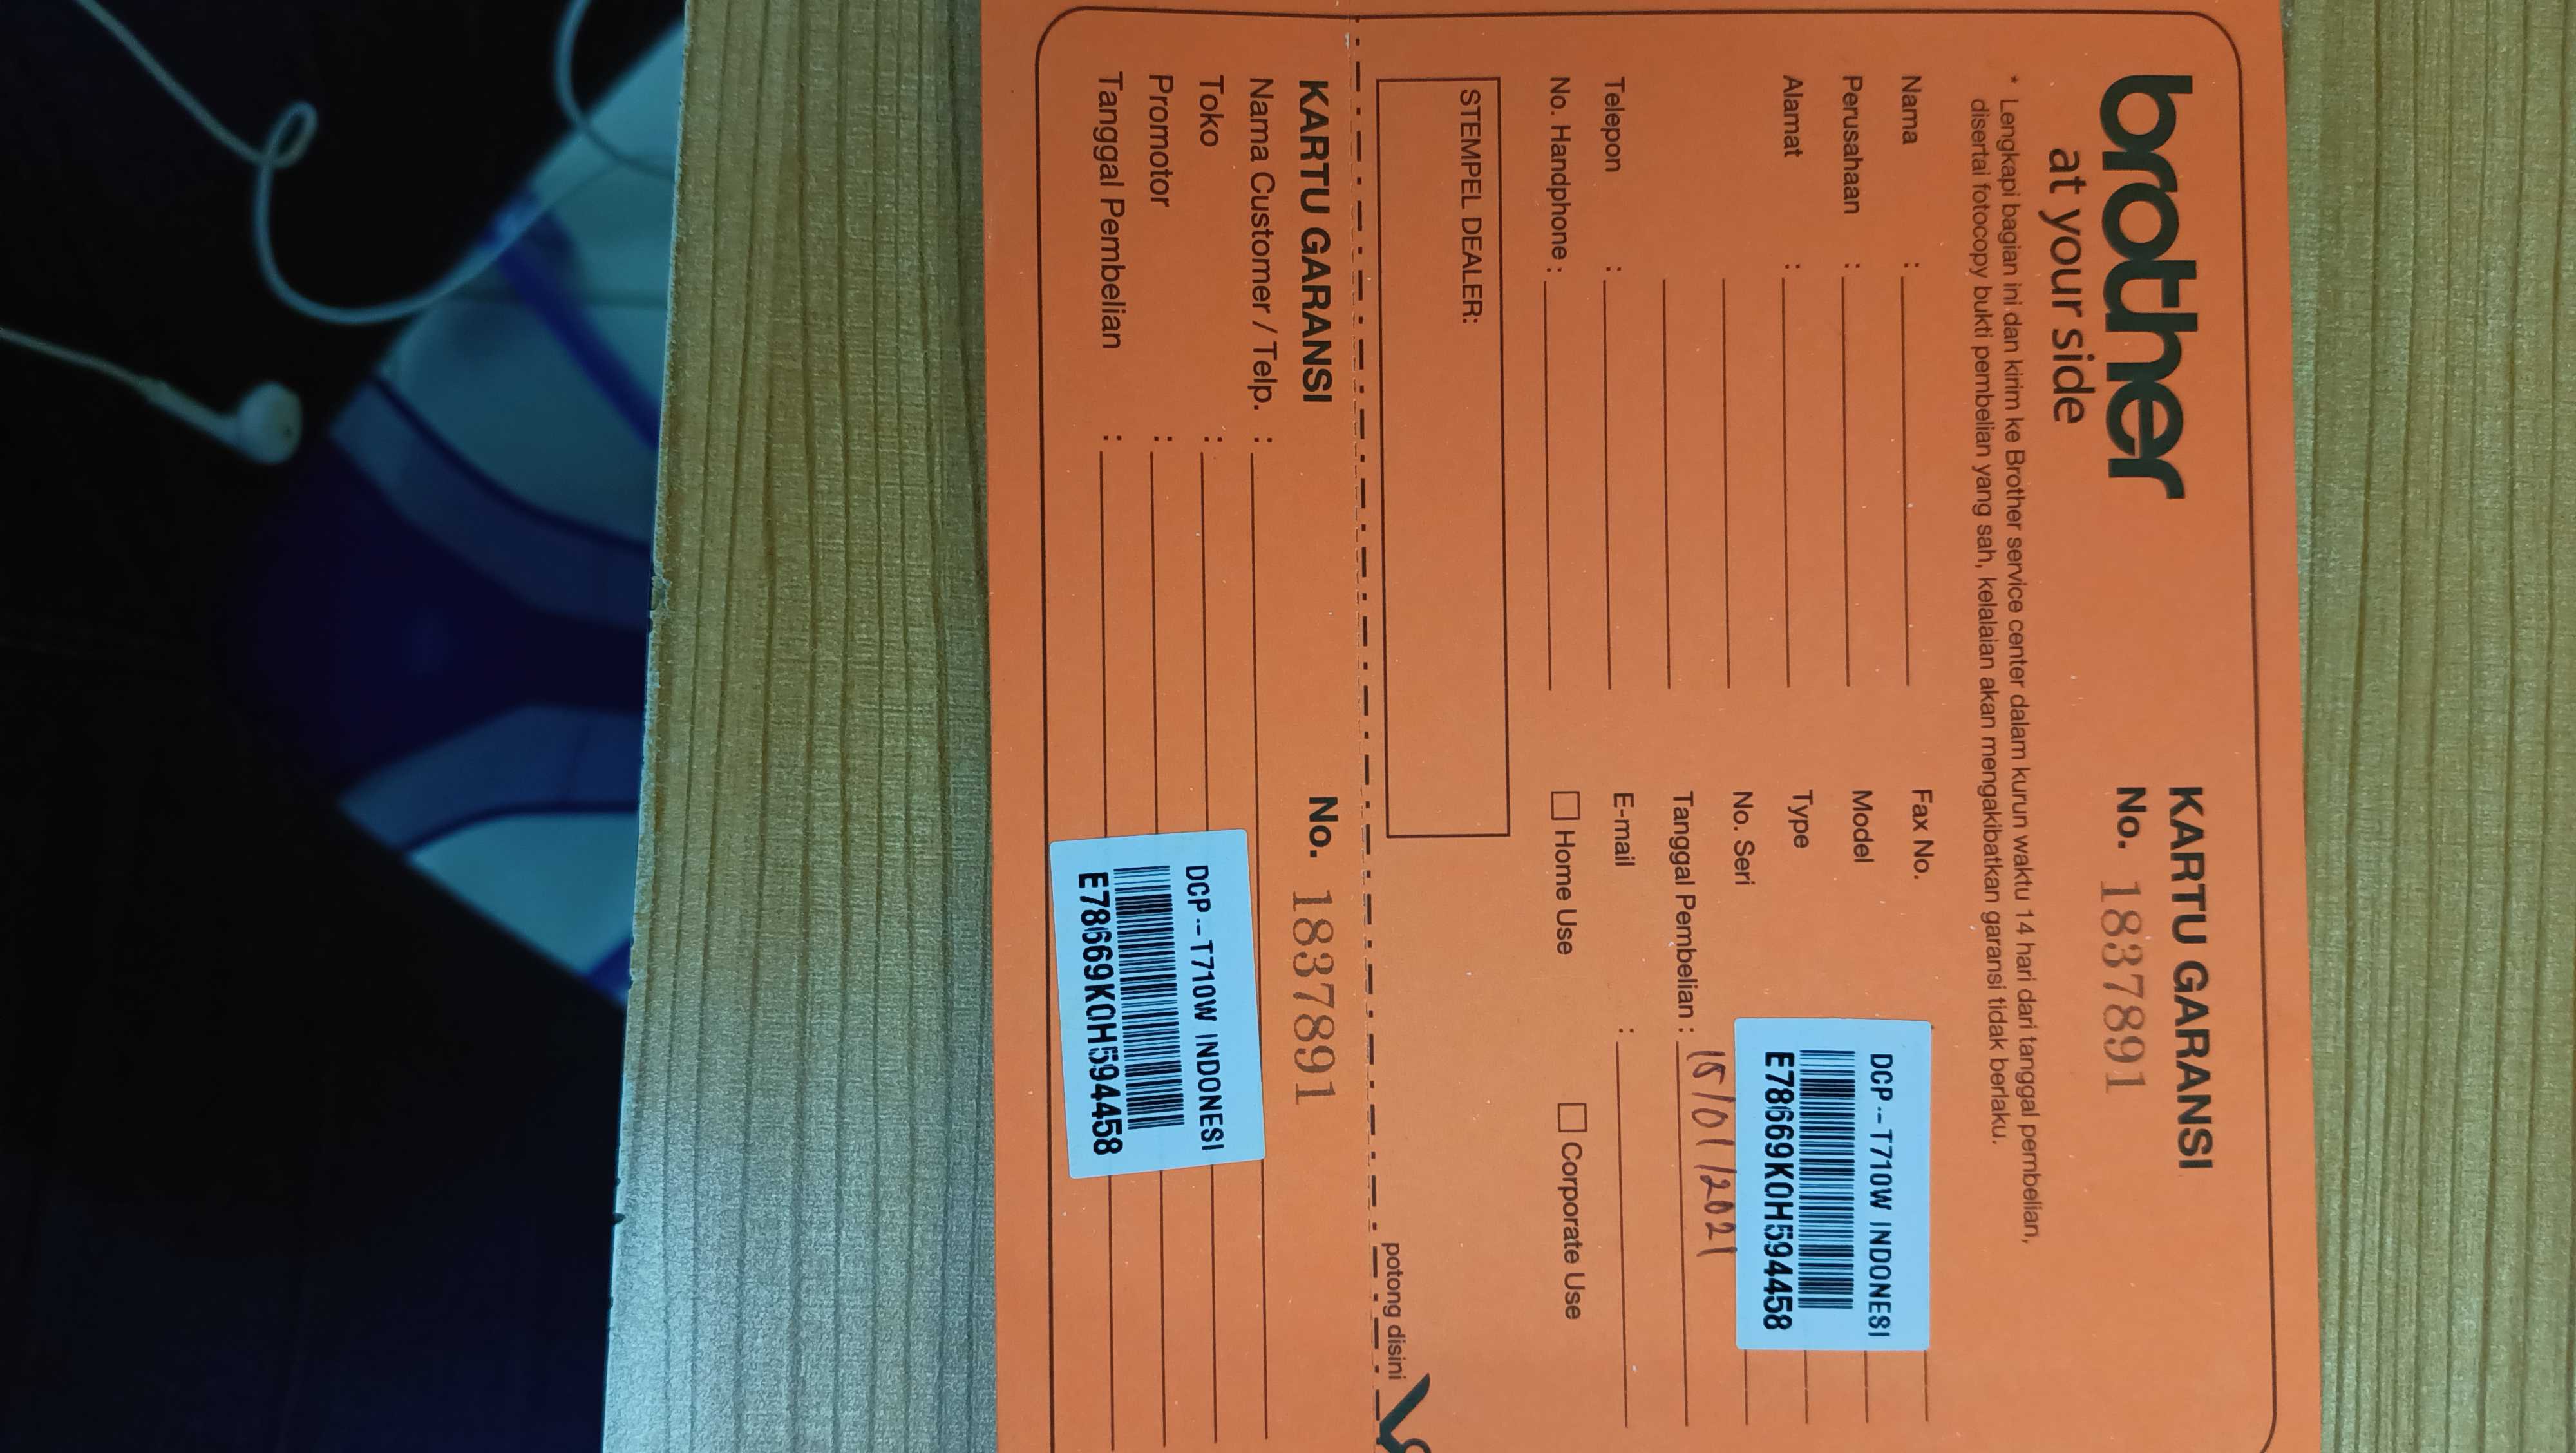 brother
at your side
KARTU GARANSI
No. 1837891
* Lengkapi bagian ini dan kirim ke Brother service center dalam kurun waktu 14 hari dari tanggal pembelian,
disertai fotocopy bukti pembelian yang sah, kelalaian akan mengakibatkan garansi tidak berlaku.
Nama :
Perusahaan :
Alamat :
Telepon :
No. Handphone :
Fax No.
Model
Type
No. Seri
DCP--T710W INDONESI
E78669K0H594458
Tanggal Pembelian : 15/01/2021
E-mail :
Home Use
Corporate Use
STEMPEL DEALER:
potong disini
KARTU GARANSI
No. 1837891
Nama Customer / Telp. :
Toko :
Promotor :
Tanggal Pembelian :
DCP--T710W INDONESI
E78669K0H594458